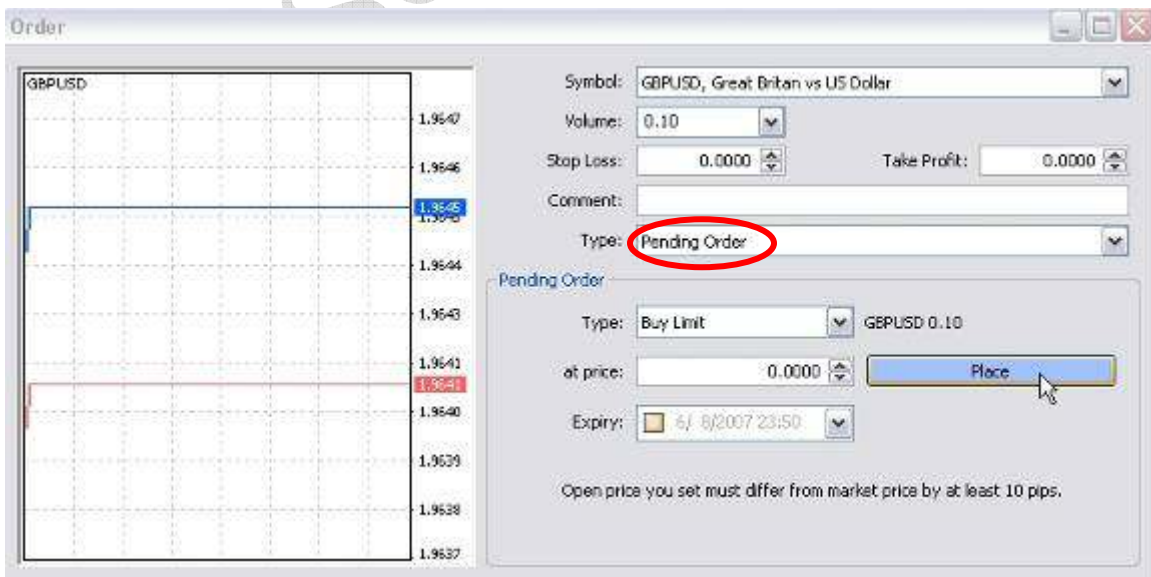 Order
GBPUSD
1.9647
1.9646
1.9645
1.9644
1.9643
1.9641
1.9641
1.9640
1.9639
1.9638
1.9637
Symbol: GBPUSD, Great Britan vs US Dollar
Volume: 0.10
Stop Loss: 0.0000 Take Profit: 0.0000
Comment:
Type: Pending Order
Pending Order
Type: Buy Limit GBPUSD 0.10
at price: 0.0000 Place
Expiry: 6/ 8/2007 23:50
Open price you set must differ from market price by at least 10 pips.